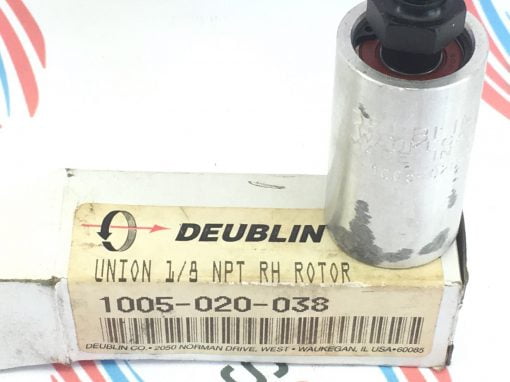 DEUBLIN
UNION 1/8 NPT RH ROTOR
1005-020-038
DEUBLIN CO. • 2050 NORMAN DRIVE, WEST • WAUKEGAN, IL USA • 60085